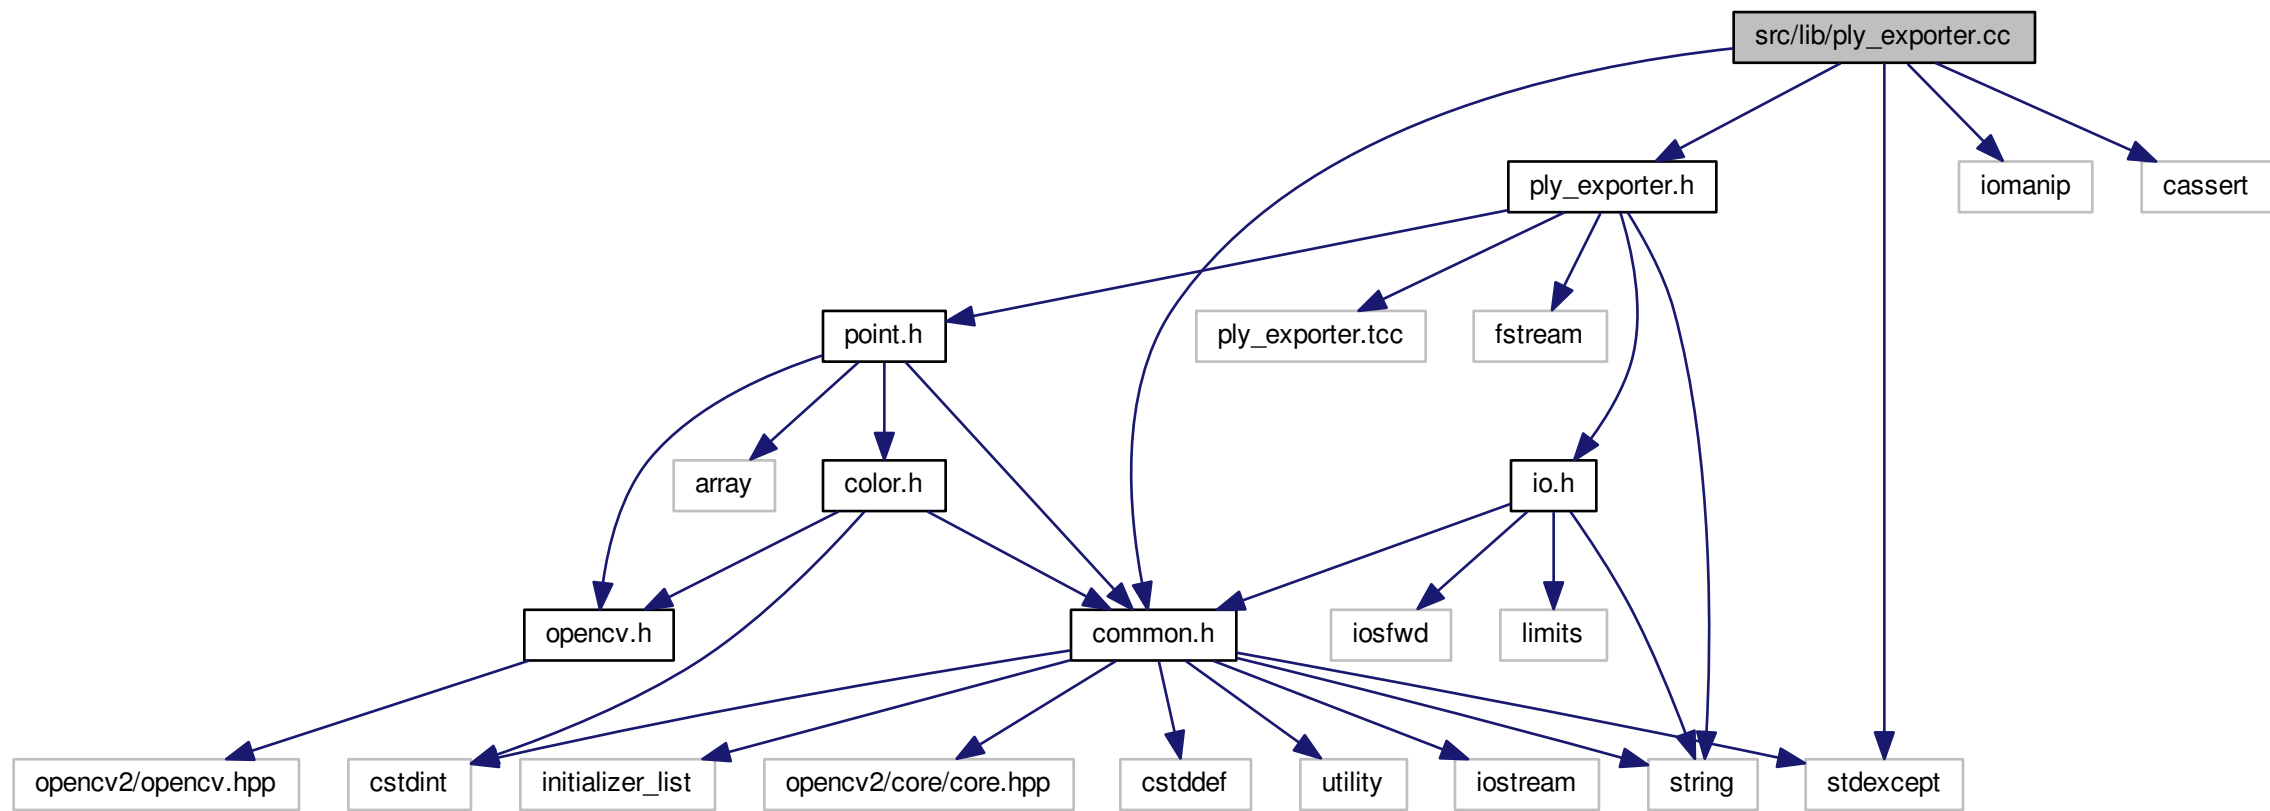 src/lib/ply_exporter.cc
ply_exporter.h
iomanip
cassert
point.h
ply_exporter.tcc
fstream
array
color.h
io.h
opencv.h
common.h
iosfwd
limits
opencv2/opencv.hpp
cstdint
initializer_list
opencv2/core/core.hpp
cstddef
utility
iostream
string
stdexcept